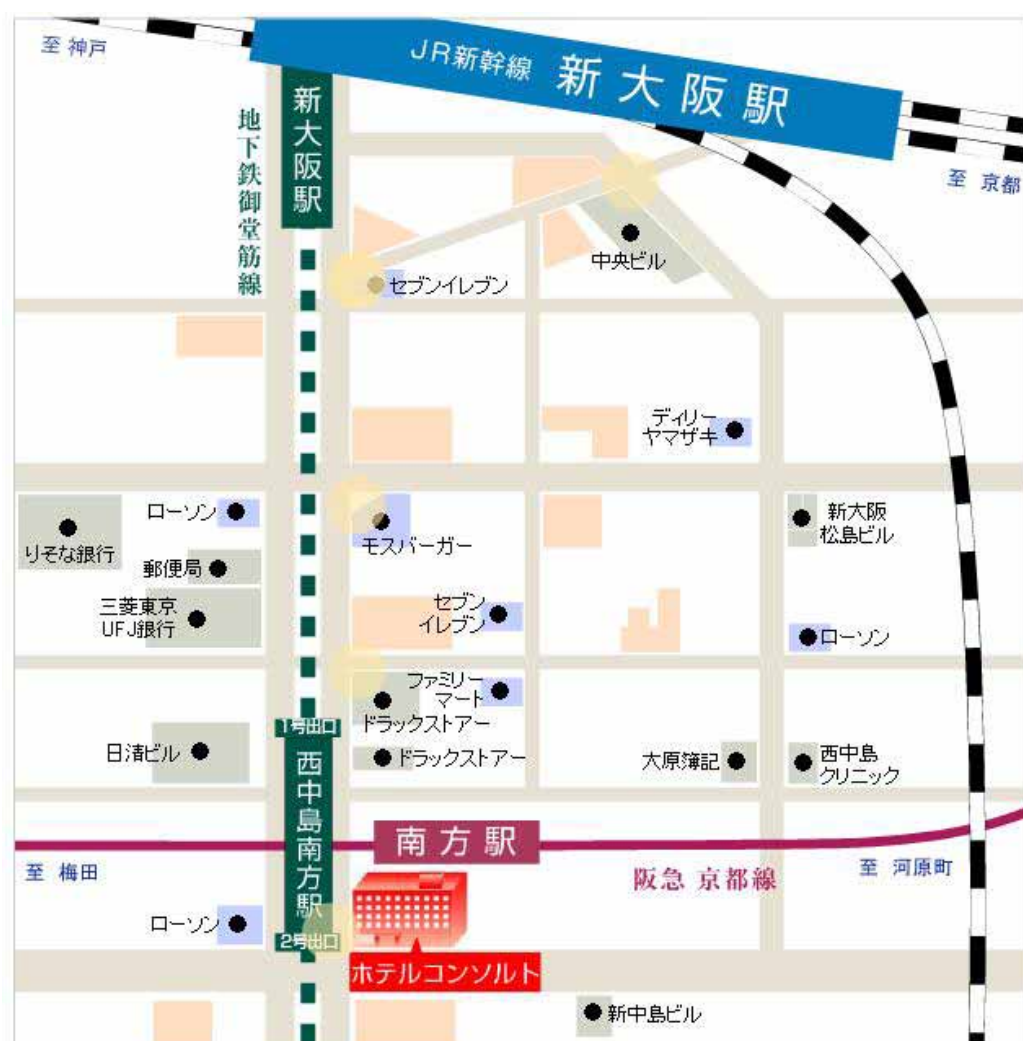 至 神戸
JR新幹線 新大阪駅
新大阪駅
地下鉄御堂筋線
至 京都
中央ビル
セブンイレブン
ディリー
ヤマザキ
ローソン
りそな銀行
郵便局
三菱東京
UFJ銀行
モスバーガー
新大阪
松島ビル
セブン
イレブン
ローソン
ファミリー
マート
ドラックストアー
1号出口
日清ビル
ドラックストアー
大原簿記
西中島
クリニック
西中島南方駅
南方駅
至 梅田
阪急 京都線
至 河原町
ローソン
2号出口
ホテルコンソルト
新中島ビル